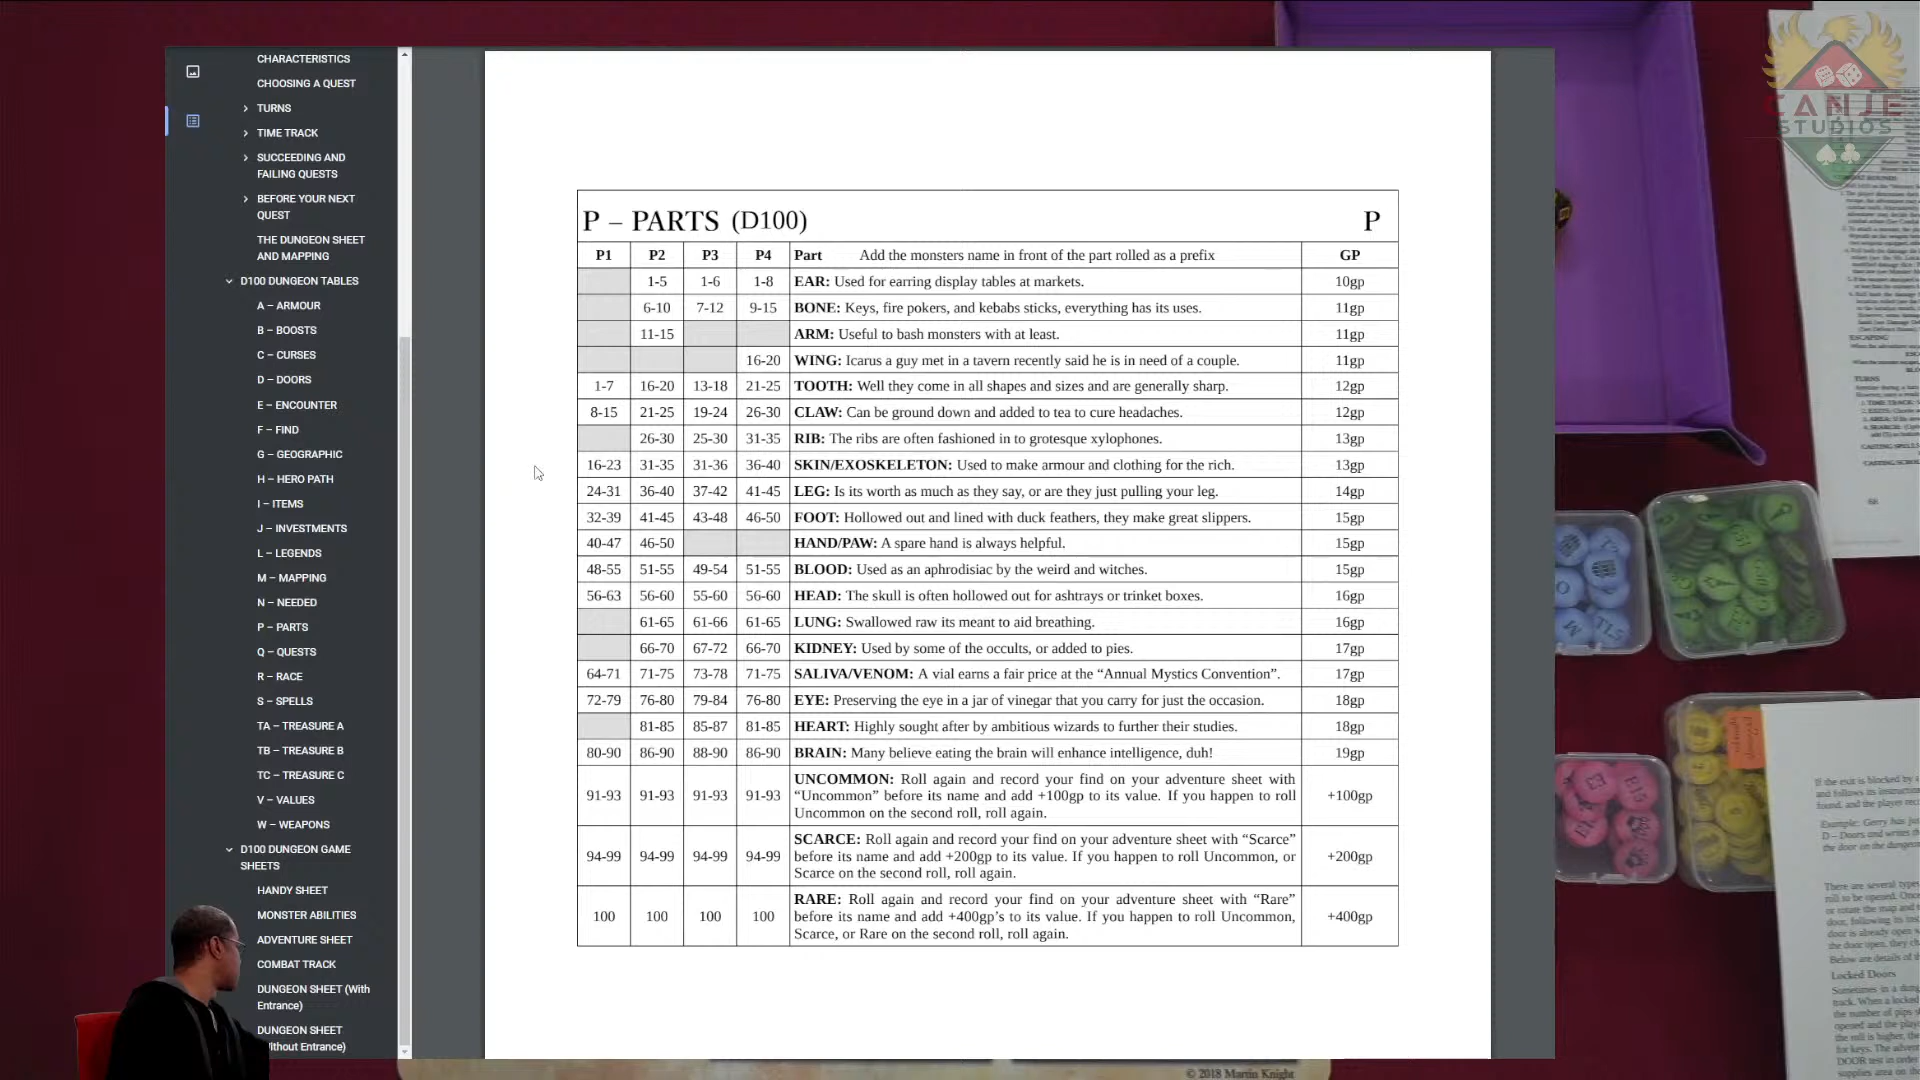 CHARACTERISTICS
CHOOSING A QUEST
TURNS
TIME TRACK
SUCCEEDING AND
FAILING QUESTS
BEFORE YOUR NEXT
QUEST
THE DUNGEON SHEET
AND MAPPING
D100 DUNGEON TABLES
A – ARMOUR
B – BOOSTS
C – CURSES
D – DOORS
E – ENCOUNTER
F – FIND
G – GEOGRAPHIC
H – HERO PATH
I – ITEMS
J – INVESTMENTS
L – LEGENDS
M – MAPPING
N – NEEDED
P – PARTS
Q – QUESTS
R – RACE
S – SPELLS
TA – TREASURE A
TB – TREASURE B
TC – TREASURE C
V – VALUES
W – WEAPONS
D100 DUNGEON GAME
SHEETS
HANDY SHEET
MONSTER ABILITIES
ADVENTURE SHEET
COMBAT TRACK
DUNGEON SHEET (With
Entrance)
DUNGEON SHEET
P – PARTS (D100) P
P1 P2 P3 P4 Part Add the monsters name in front of the part rolled as a prefix GP
1-5 1-6 1-8 EAR: Used for earring display tables at markets. 10gp
6-10 7-12 9-15 BONE: Keys, fire pokers, and kebabs sticks, everything has its uses. 11gp
11-15 ARM: Useful to bash monsters with at least. 11gp
16-20 WING: Icarus a guy met in a tavern recently said he is in need of a couple. 11gp
1-7 16-20 13-18 21-25 TOOTH: Well they come in all shapes and sizes and are generally sharp. 12gp
8-15 21-25 19-24 26-30 CLAW: Can be ground down and added to tea to cure headaches. 12gp
26-30 25-30 31-35 RIB: The ribs are often fashioned in to grotesque xylophones. 13gp
16-23 31-35 31-36 36-40 SKIN/EXOSKELETON: Used to make armour and clothing for the rich. 13gp
24-31 36-40 37-42 41-45 LEG: Is its worth as much as they say, or are they just pulling your leg. 14gp
32-39 41-45 43-48 46-50 FOOT: Hollowed out and lined with duck feathers, they make great slippers. 15gp
40-47 46-50 HAND/PAW: A spare hand is always helpful. 15gp
48-55 51-55 49-54 51-55 BLOOD: Used as an aphrodisiac by the weird and witches. 15gp
56-63 56-60 55-60 56-60 HEAD: The skull is often hollowed out for ashtrays or trinket boxes. 16gp
61-65 61-66 61-65 LUNG: Swallowed raw its meant to aid breathing. 16gp
66-70 67-72 66-70 KIDNEY: Used by some of the occults, or added to pies. 17gp
64-71 71-75 73-78 71-75 SALIVA/VENOM: A vial earns a fair price at the “Annual Mystics Convention”. 17gp
72-79 76-80 79-84 76-80 EYE: Preserving the eye in a jar of vinegar that you carry for just the occasion. 18gp
81-85 85-87 81-85 HEART: Highly sought after by ambitious wizards to further their studies. 18gp
80-90 86-90 88-90 86-90 BRAIN: Many believe eating the brain will enhance intelligence, duh! 19gp
UNCOMMON: Roll again and record your find on your adventure sheet with
91-93 91-93 91-93 91-93 “Uncommon” before its name and add +100gp to its value. If you happen to roll +100gp
Uncommon on the second roll, roll again.
SCARCE: Roll again and record your find on your adventure sheet with “Scarce”
94-99 94-99 94-99 94-99 before its name and add +200gp to its value. If you happen to roll Uncommon, or +200gp
Scarce on the second roll, roll again.
RARE: Roll again and record your find on your adventure sheet with “Rare”
100 100 100 100 before its name and add +400gp’s to its value. If you happen to roll Uncommon, +400gp
Scarce, or Rare on the second roll, roll again.
CANJE
STUDIOS
TURNS
68
Locked Doors
© 2018 Martin Knight